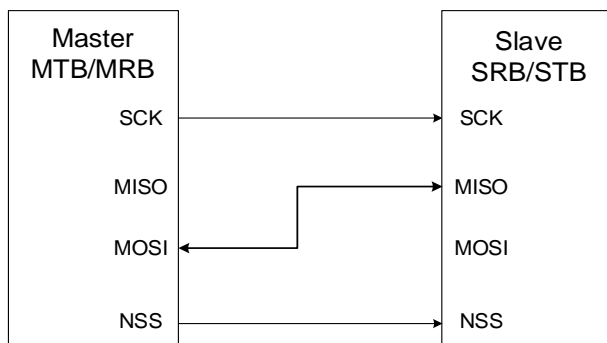 Master
MTB/MRB
SCK
MISO
MOSI
NSS
Slave
SRB/STB
SCK
MISO
MOSI
NSS